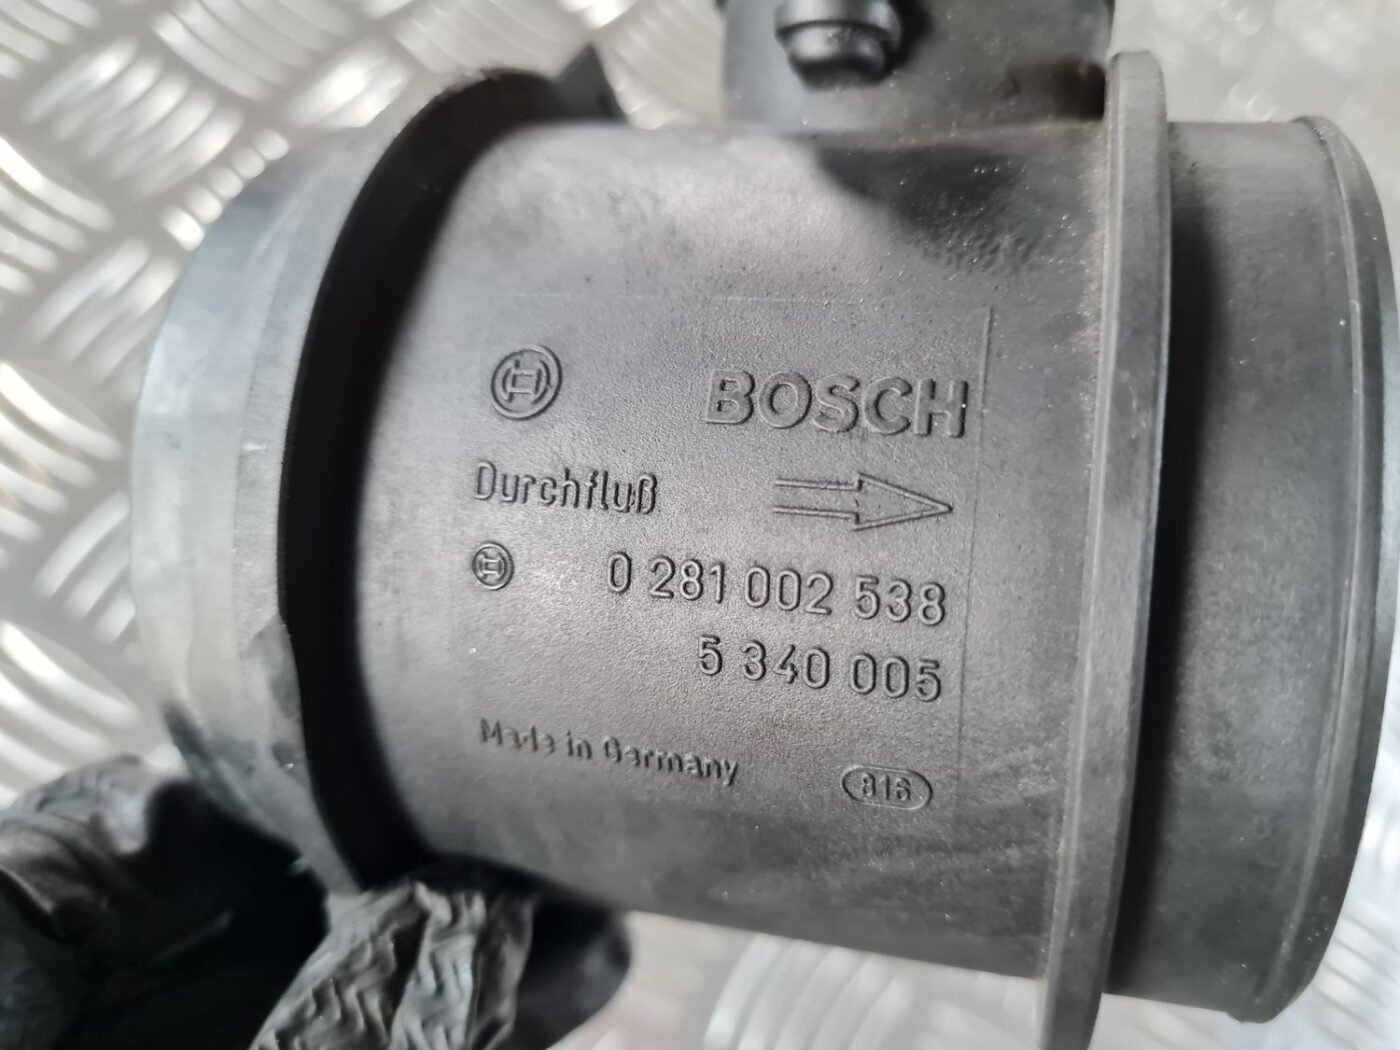 BOSCH
Durchfluß
0 281 002 538
5 340 005
Made in Germany
816